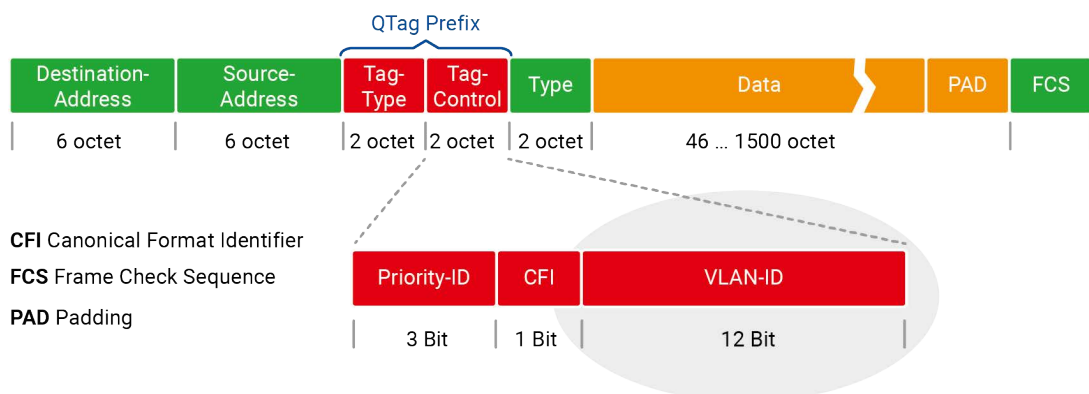 QTag Prefix
Destination-
Address
Source-
Address
Tag-
Type
Tag-
Control
Type
Data
PAD
FCS
6 octet
6 octet
2 octet
2 octet
2 octet
46 ... 1500 octet
CFI Canonical Format Identifier
FCS Frame Check Sequence
PAD Padding
Priority-ID
CFI
VLAN-ID
3 Bit
1 Bit
12 Bit